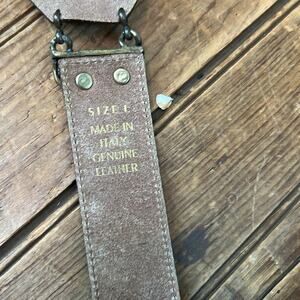 SIZE L
MADE IN
ITALY
GENUINE
LEATHER